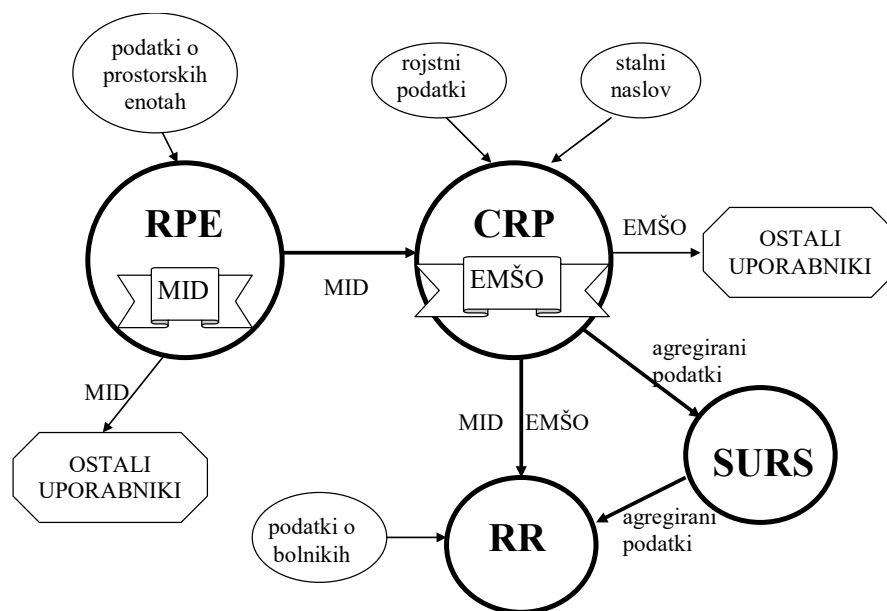 podatki o
prostorskih
enotah
rojstni
podatki
stalni
naslov
RPE
MID
MID
CRP
EMŠO
EMŠO
OSTALI
UPORABNIKI
MID
OSTALI
UPORABNIKI
agregirani
podatki
MID
EMŠO
SURS
podatki o
bolnikih
RR
agregirani
podatki